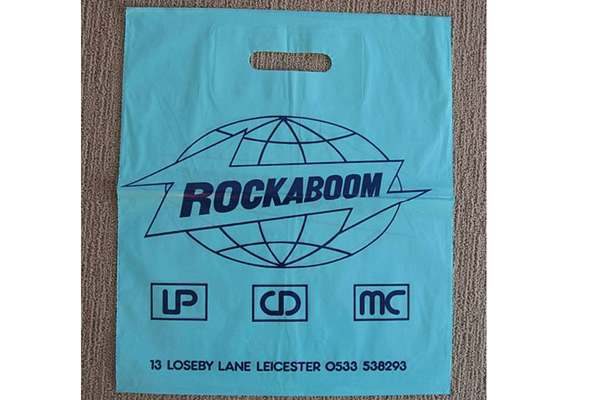 ROCKABOOM
LP CD MC
13 LOSEBY LANE LEICESTER 0533 538293